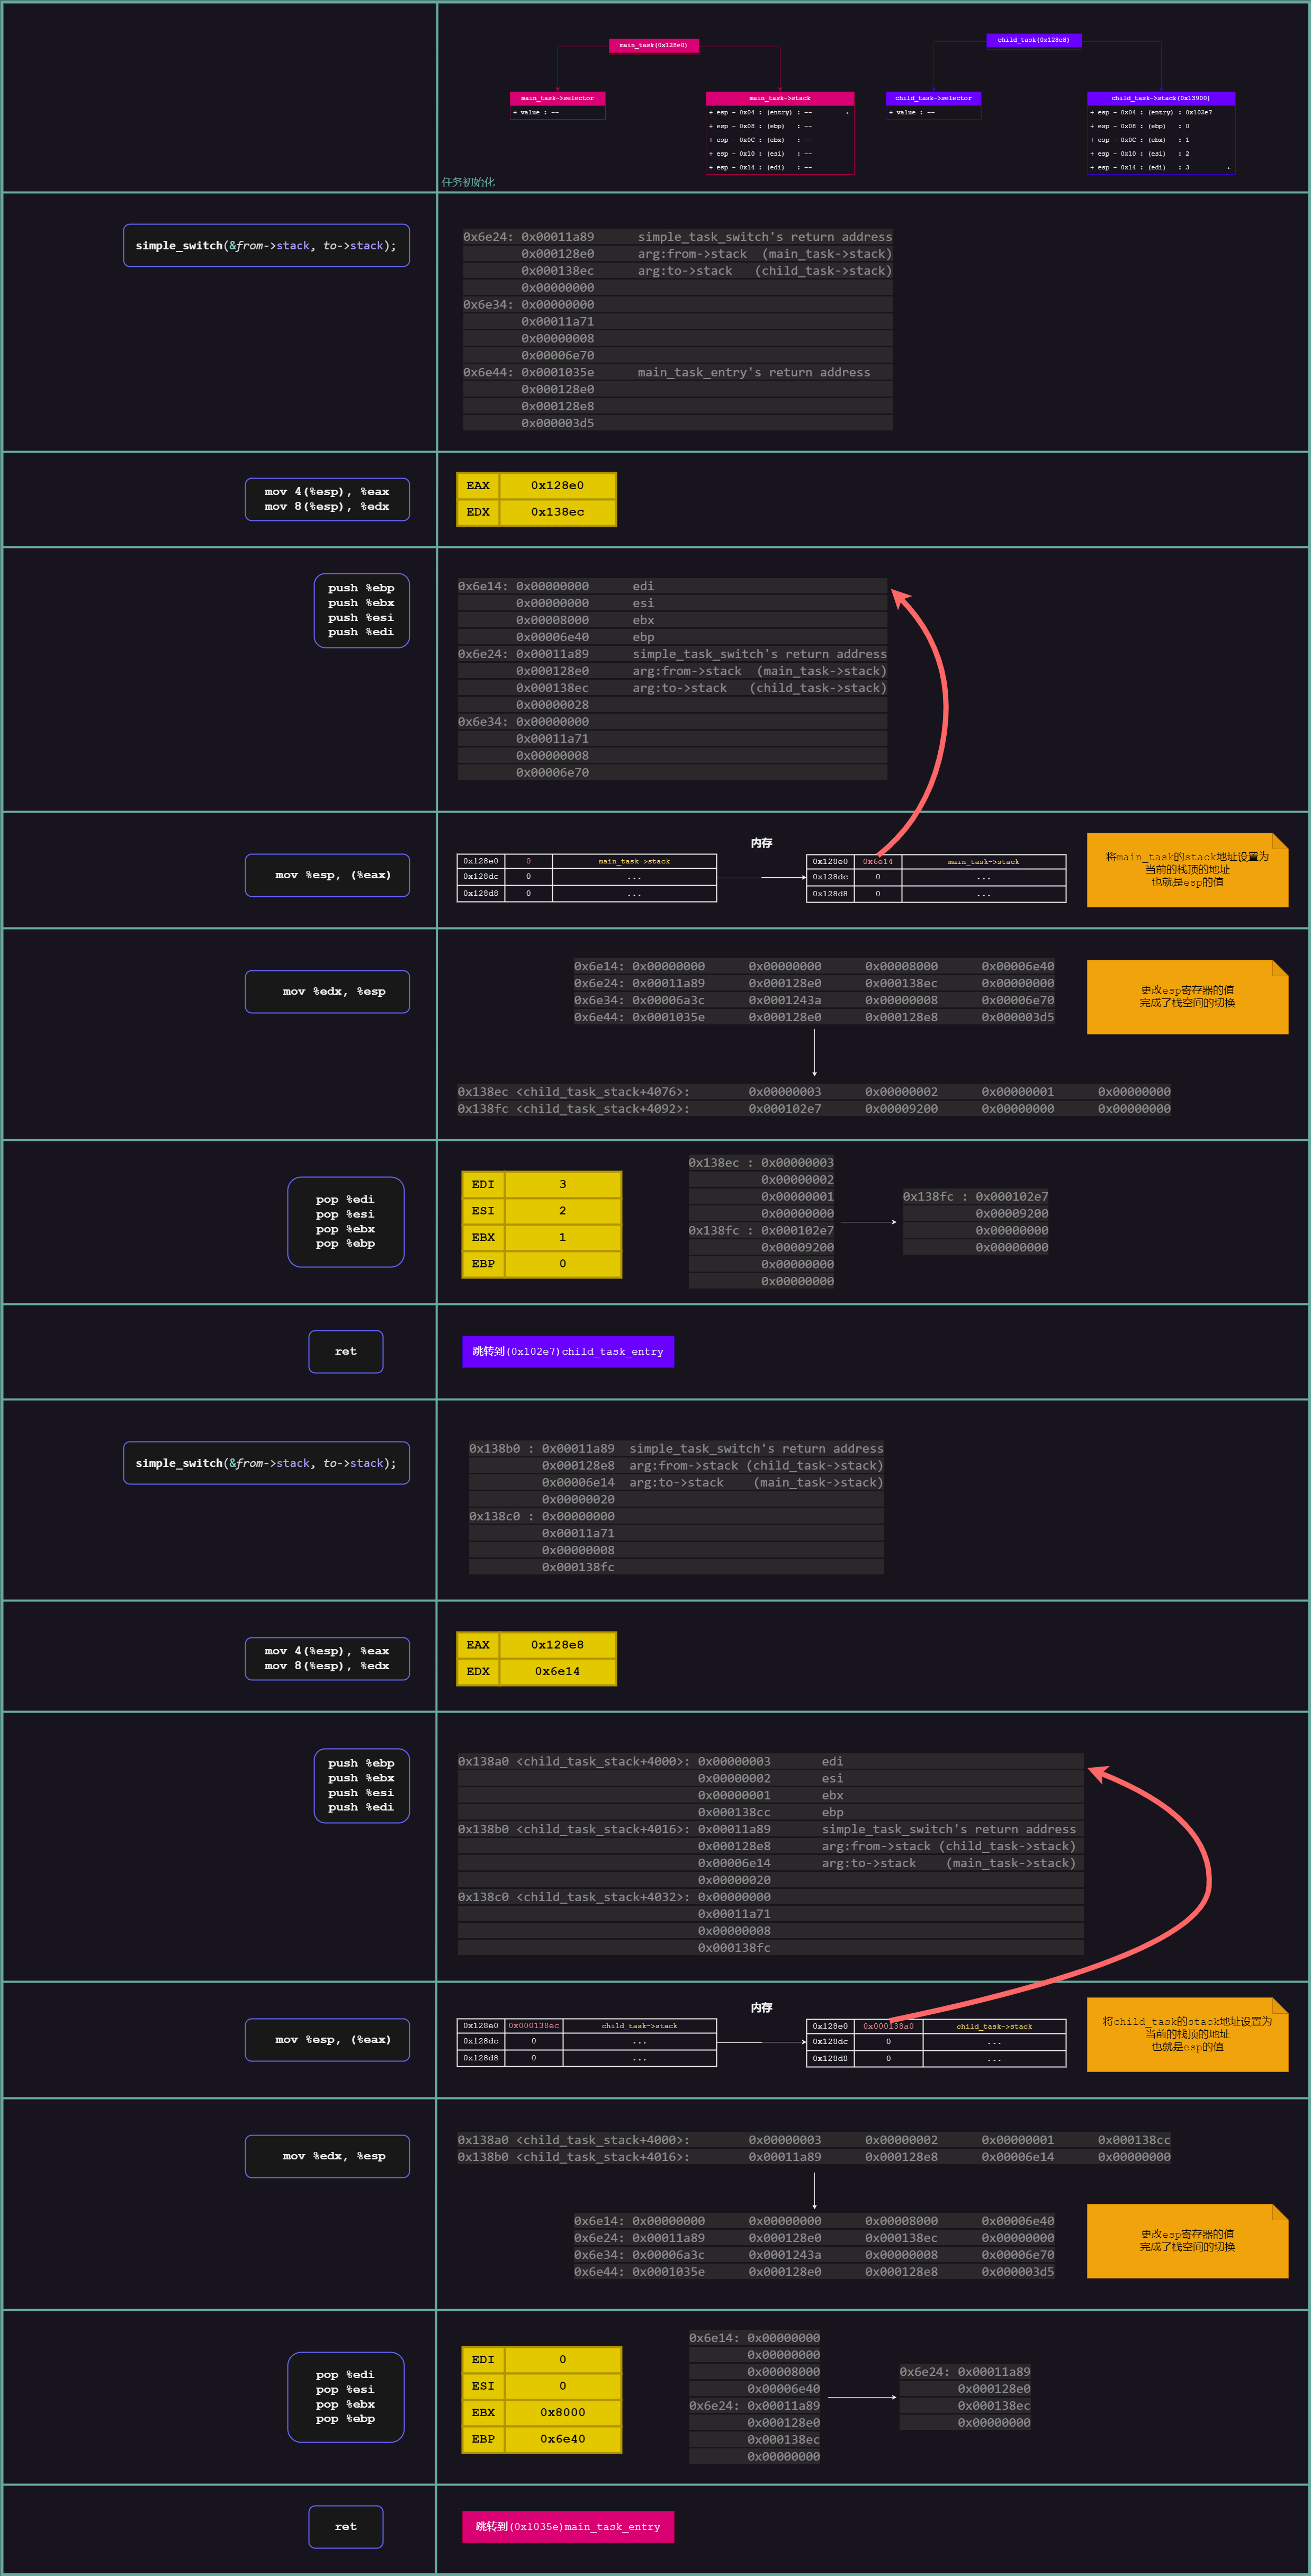 main_task(0x128e0)
child_task(0x128e8)
main_task->selector
+ value : --
main_task->stack
+ esp - 0x04 : (entry) : -- ←
+ esp - 0x08 : (ebp) : --
+ esp - 0x0C : (ebx) : --
+ esp - 0x10 : (esi) : --
+ esp - 0x14 : (edi) : --
child_task->selector
+ value : --
child_task->stack(0x13900)
+ esp - 0x04 : (entry) : 0x102e7
+ esp - 0x08 : (ebp) : 0
+ esp - 0x0C : (ebx) : 1
+ esp - 0x10 : (esi) : 2
+ esp - 0x14 : (edi) : 3 ←
任务初始化
simple_switch(&from->stack, to->stack);
0x6e24: 0x00011a89 simple_task_switch's return address
0x000128e0 arg:from->stack (main_task->stack)
0x000138ec arg:to->stack (child_task->stack)
0x00000000
0x6e34: 0x00000000
0x00011a71
0x00000008
0x00006e70
0x6e44: 0x0001035e main_task_entry's return address
0x000128e0
0x000128e8
0x000003d5
mov 4(%esp), %eax
mov 8(%esp), %edx
EAX 0x128e0
EDX 0x138ec
push %ebp
push %ebx
push %esi
push %edi
0x6e14: 0x00000000 edi
0x00000000 esi
0x00008000 ebx
0x00006e40 ebp
0x6e24: 0x00011a89 simple_task_switch's return address
0x000128e0 arg:from->stack (main_task->stack)
0x000138ec arg:to->stack (child_task->stack)
0x00000028
0x6e34: 0x00000000
0x00011a71
0x00000008
0x00006e70
mov %esp, (%eax)
内存
0x128e0 0 main_task->stack
0x128dc 0 ...
0x128d8 0 ...
0x128e0 0x6e14 main_task->stack
0x128dc 0 ...
0x128d8 0 ...
将main_task的stack地址设置为
当前的栈顶的地址
也就是esp的值
mov %edx, %esp
0x6e14: 0x00000000 0x00000000 0x00008000 0x00006e40
0x6e24: 0x00011a89 0x000128e0 0x000138ec 0x00000000
0x6e34: 0x00006a3c 0x0001243a 0x00000008 0x00006e70
0x6e44: 0x0001035e 0x000128e0 0x000128e8 0x000003d5
更改esp寄存器的值
完成了栈空间的切换
0x138ec <child_task_stack+4076>: 0x00000003 0x00000002 0x00000001 0x00000000
0x138fc <child_task_stack+4092>: 0x000102e7 0x00009200 0x00000000 0x00000000
pop %edi
pop %esi
pop %ebx
pop %ebp
EDI 3
ESI 2
EBX 1
EBP 0
0x138ec : 0x00000003
0x00000002
0x00000001
0x00000000
0x138fc : 0x000102e7
0x00009200
0x00000000
0x00000000
0x138fc : 0x000102e7
0x00009200
0x00000000
0x00000000
ret
跳转到(0x102e7)child_task_entry
simple_switch(&from->stack, to->stack);
0x138b0 : 0x00011a89 simple_task_switch's return address
0x000128e8 arg:from->stack (child_task->stack)
0x00006e14 arg:to->stack (main_task->stack)
0x00000020
0x138c0 : 0x00000000
0x00011a71
0x00000008
0x000138fc
mov 4(%esp), %eax
mov 8(%esp), %edx
EAX 0x128e8
EDX 0x6e14
push %ebp
push %ebx
push %esi
push %edi
0x138a0 <child_task_stack+4000>: 0x00000003 edi
0x00000002 esi
0x00000001 ebx
0x000138cc ebp
0x138b0 <child_task_stack+4016>: 0x00011a89 simple_task_switch's return address
0x000128e8 arg:from->stack (child_task->stack)
0x00006e14 arg:to->stack (main_task->stack)
0x00000020
0x138c0 <child_task_stack+4032>: 0x00000000
0x00011a71
0x00000008
0x000138fc
mov %esp, (%eax)
内存
0x128e0 0x000138ec child_task->stack
0x128dc 0 ...
0x128d8 0 ...
0x128e0 0x000138a0 child_task->stack
0x128dc 0 ...
0x128d8 0 ...
将child_task的stack地址设置为
当前的栈顶的地址
也就是esp的值
mov %edx, %esp
0x138a0 <child_task_stack+4000>: 0x00000003 0x00000002 0x00000001 0x000138cc
0x138b0 <child_task_stack+4016>: 0x00011a89 0x000128e8 0x00006e14 0x00000000
0x6e14: 0x00000000 0x00000000 0x00008000 0x00006e40
0x6e24: 0x00011a89 0x000128e0 0x000138ec 0x00000000
0x6e34: 0x00006a3c 0x0001243a 0x00000008 0x00006e70
0x6e44: 0x0001035e 0x000128e0 0x000128e8 0x000003d5
更改esp寄存器的值
完成了栈空间的切换
pop %edi
pop %esi
pop %ebx
pop %ebp
EDI 0
ESI 0
EBX 0x8000
EBP 0x6e40
0x6e14: 0x00000000
0x00000000
0x00008000
0x00006e40
0x6e24: 0x00011a89
0x000128e0
0x000138ec
0x00000000
0x6e24: 0x00011a89
0x000128e0
0x000138ec
0x00000000
ret
跳转到(0x1035e)main_task_entry